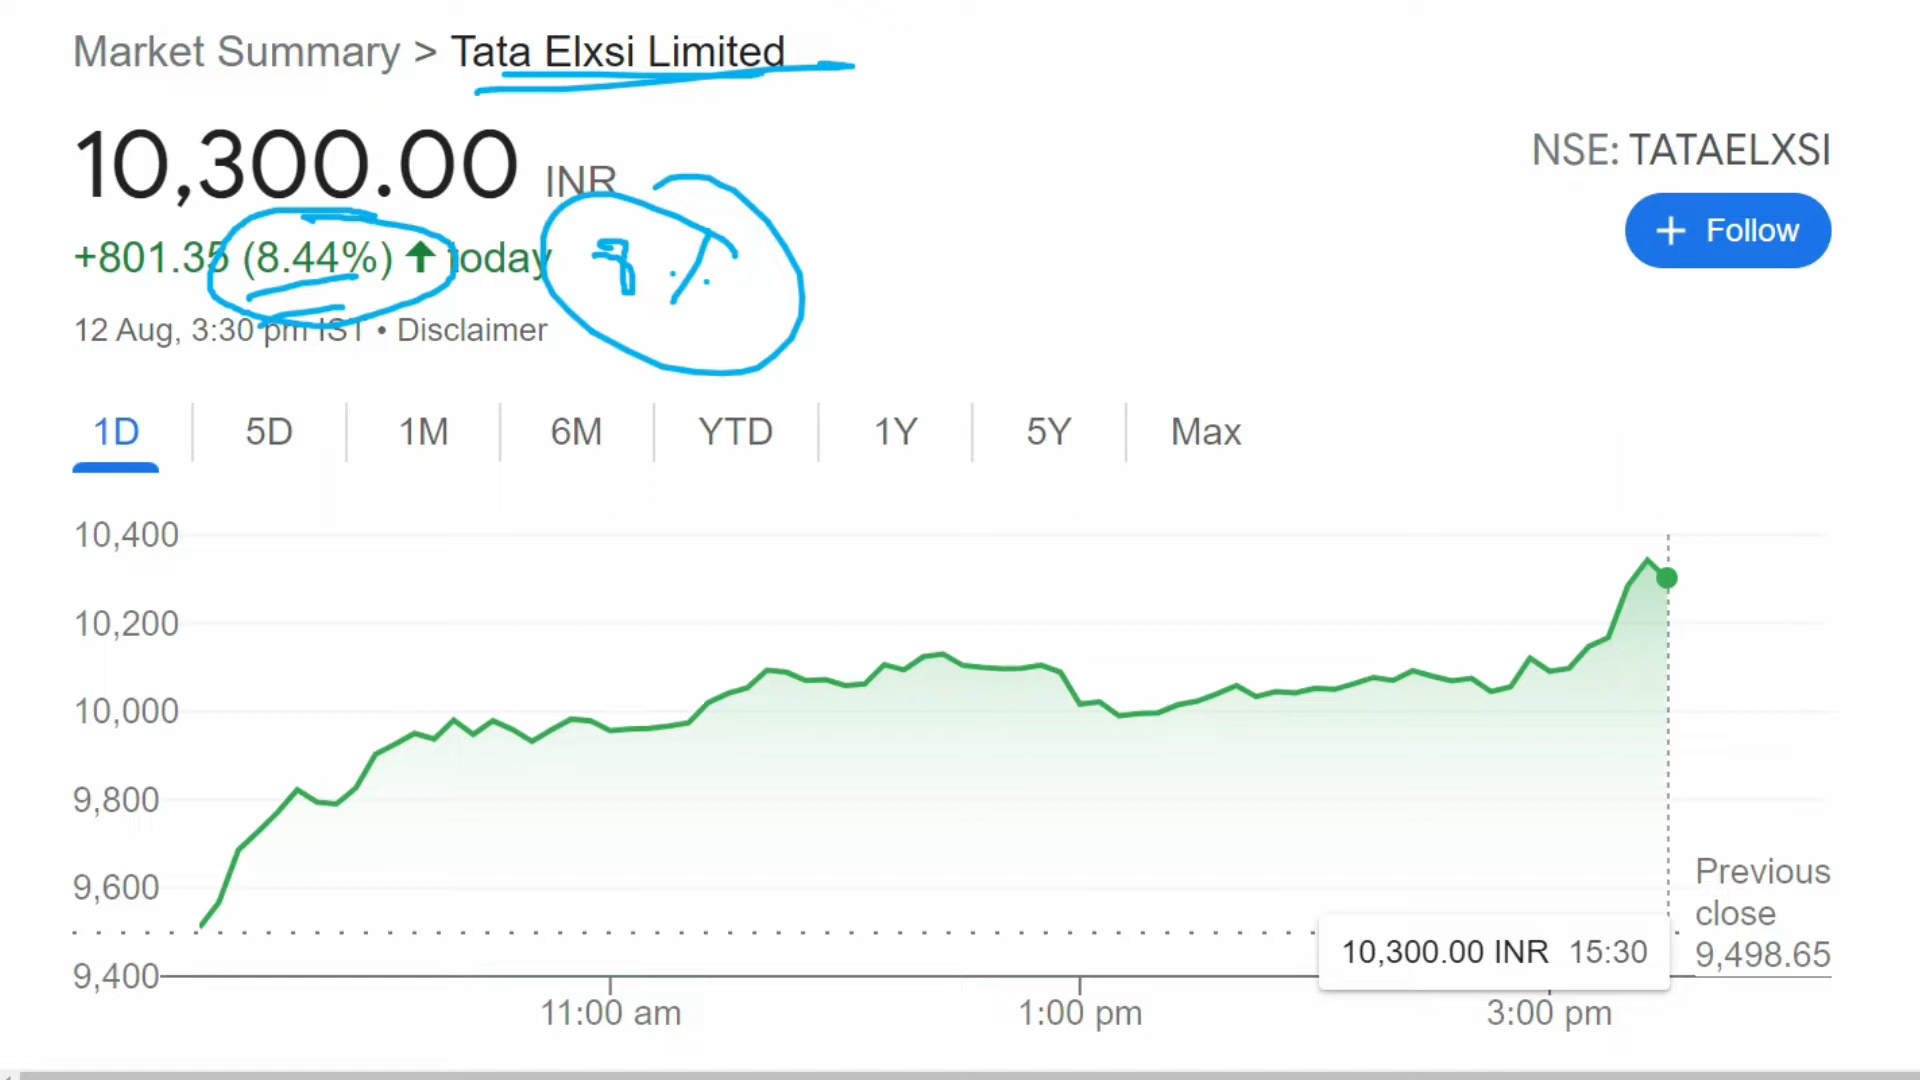 Market Summary > Tata Elxsi Limited
10,300.00 INR
NSE: TATAELXSI
+ Follow
+801.35 (8.44%) ↑ today
9 %
12 Aug, 3:30 pm IST • Disclaimer
1D 5D 1M 6M YTD 1Y 5Y Max
10,400
10,200
10,000
9,800
9,600
9,400
Previous
close
9,498.65
10,300.00 INR 15:30
11:00 am 1:00 pm 3:00 pm